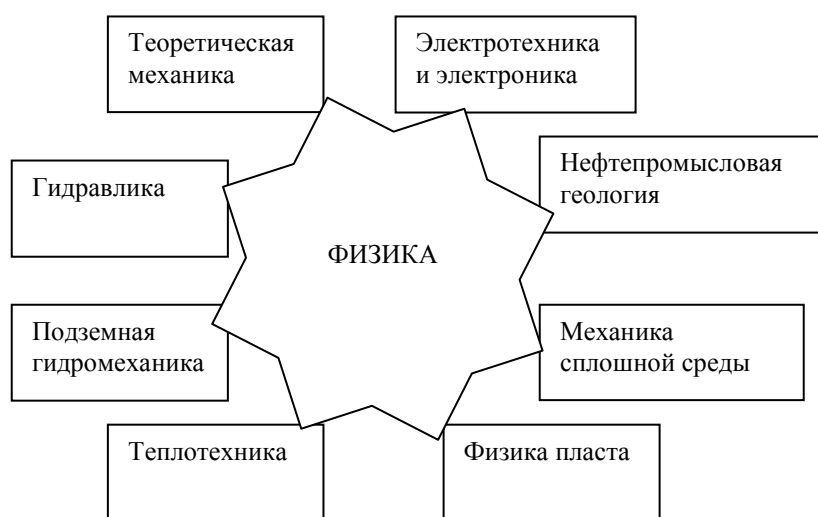 Теоретическая
механика
Электротехника
и электроника
Гидравлика
Нефтепромысловая
геология
ФИЗИКА
Подземная
гидромеханика
Механика
сплошной среды
Теплотехника
Физика пласта